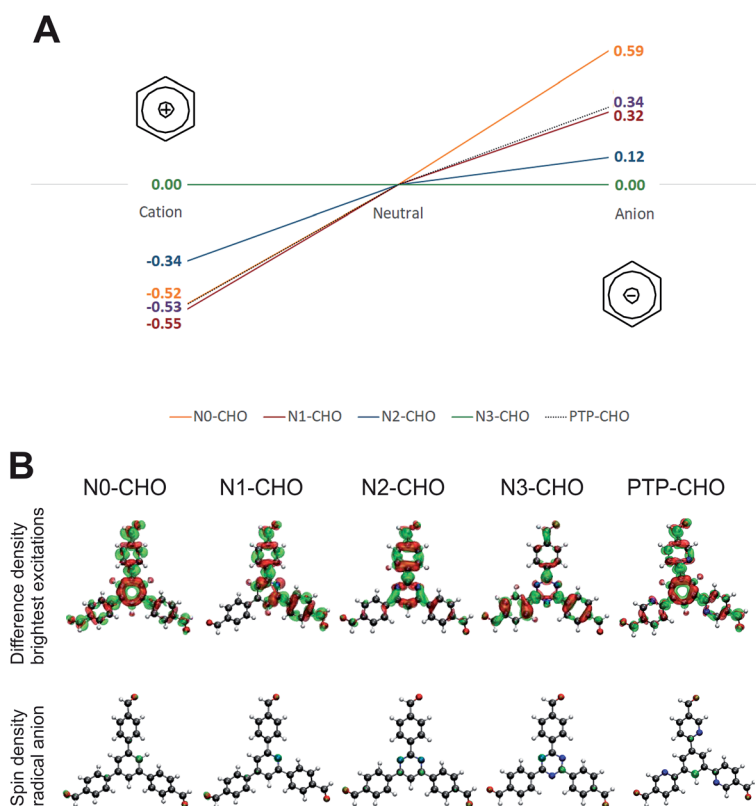 A
0.59
0.34
0.32
0.12
0.00
0.00
Cation
Neutral
Anion
-0.34
-0.52
-0.53
-0.55
N0-CHO
N1-CHO
N2-CHO
N3-CHO
PTP-CHO
B
N0-CHO
N1-CHO
N2-CHO
N3-CHO
PTP-CHO
Difference density
brightest excitations
Spin density
radical anion